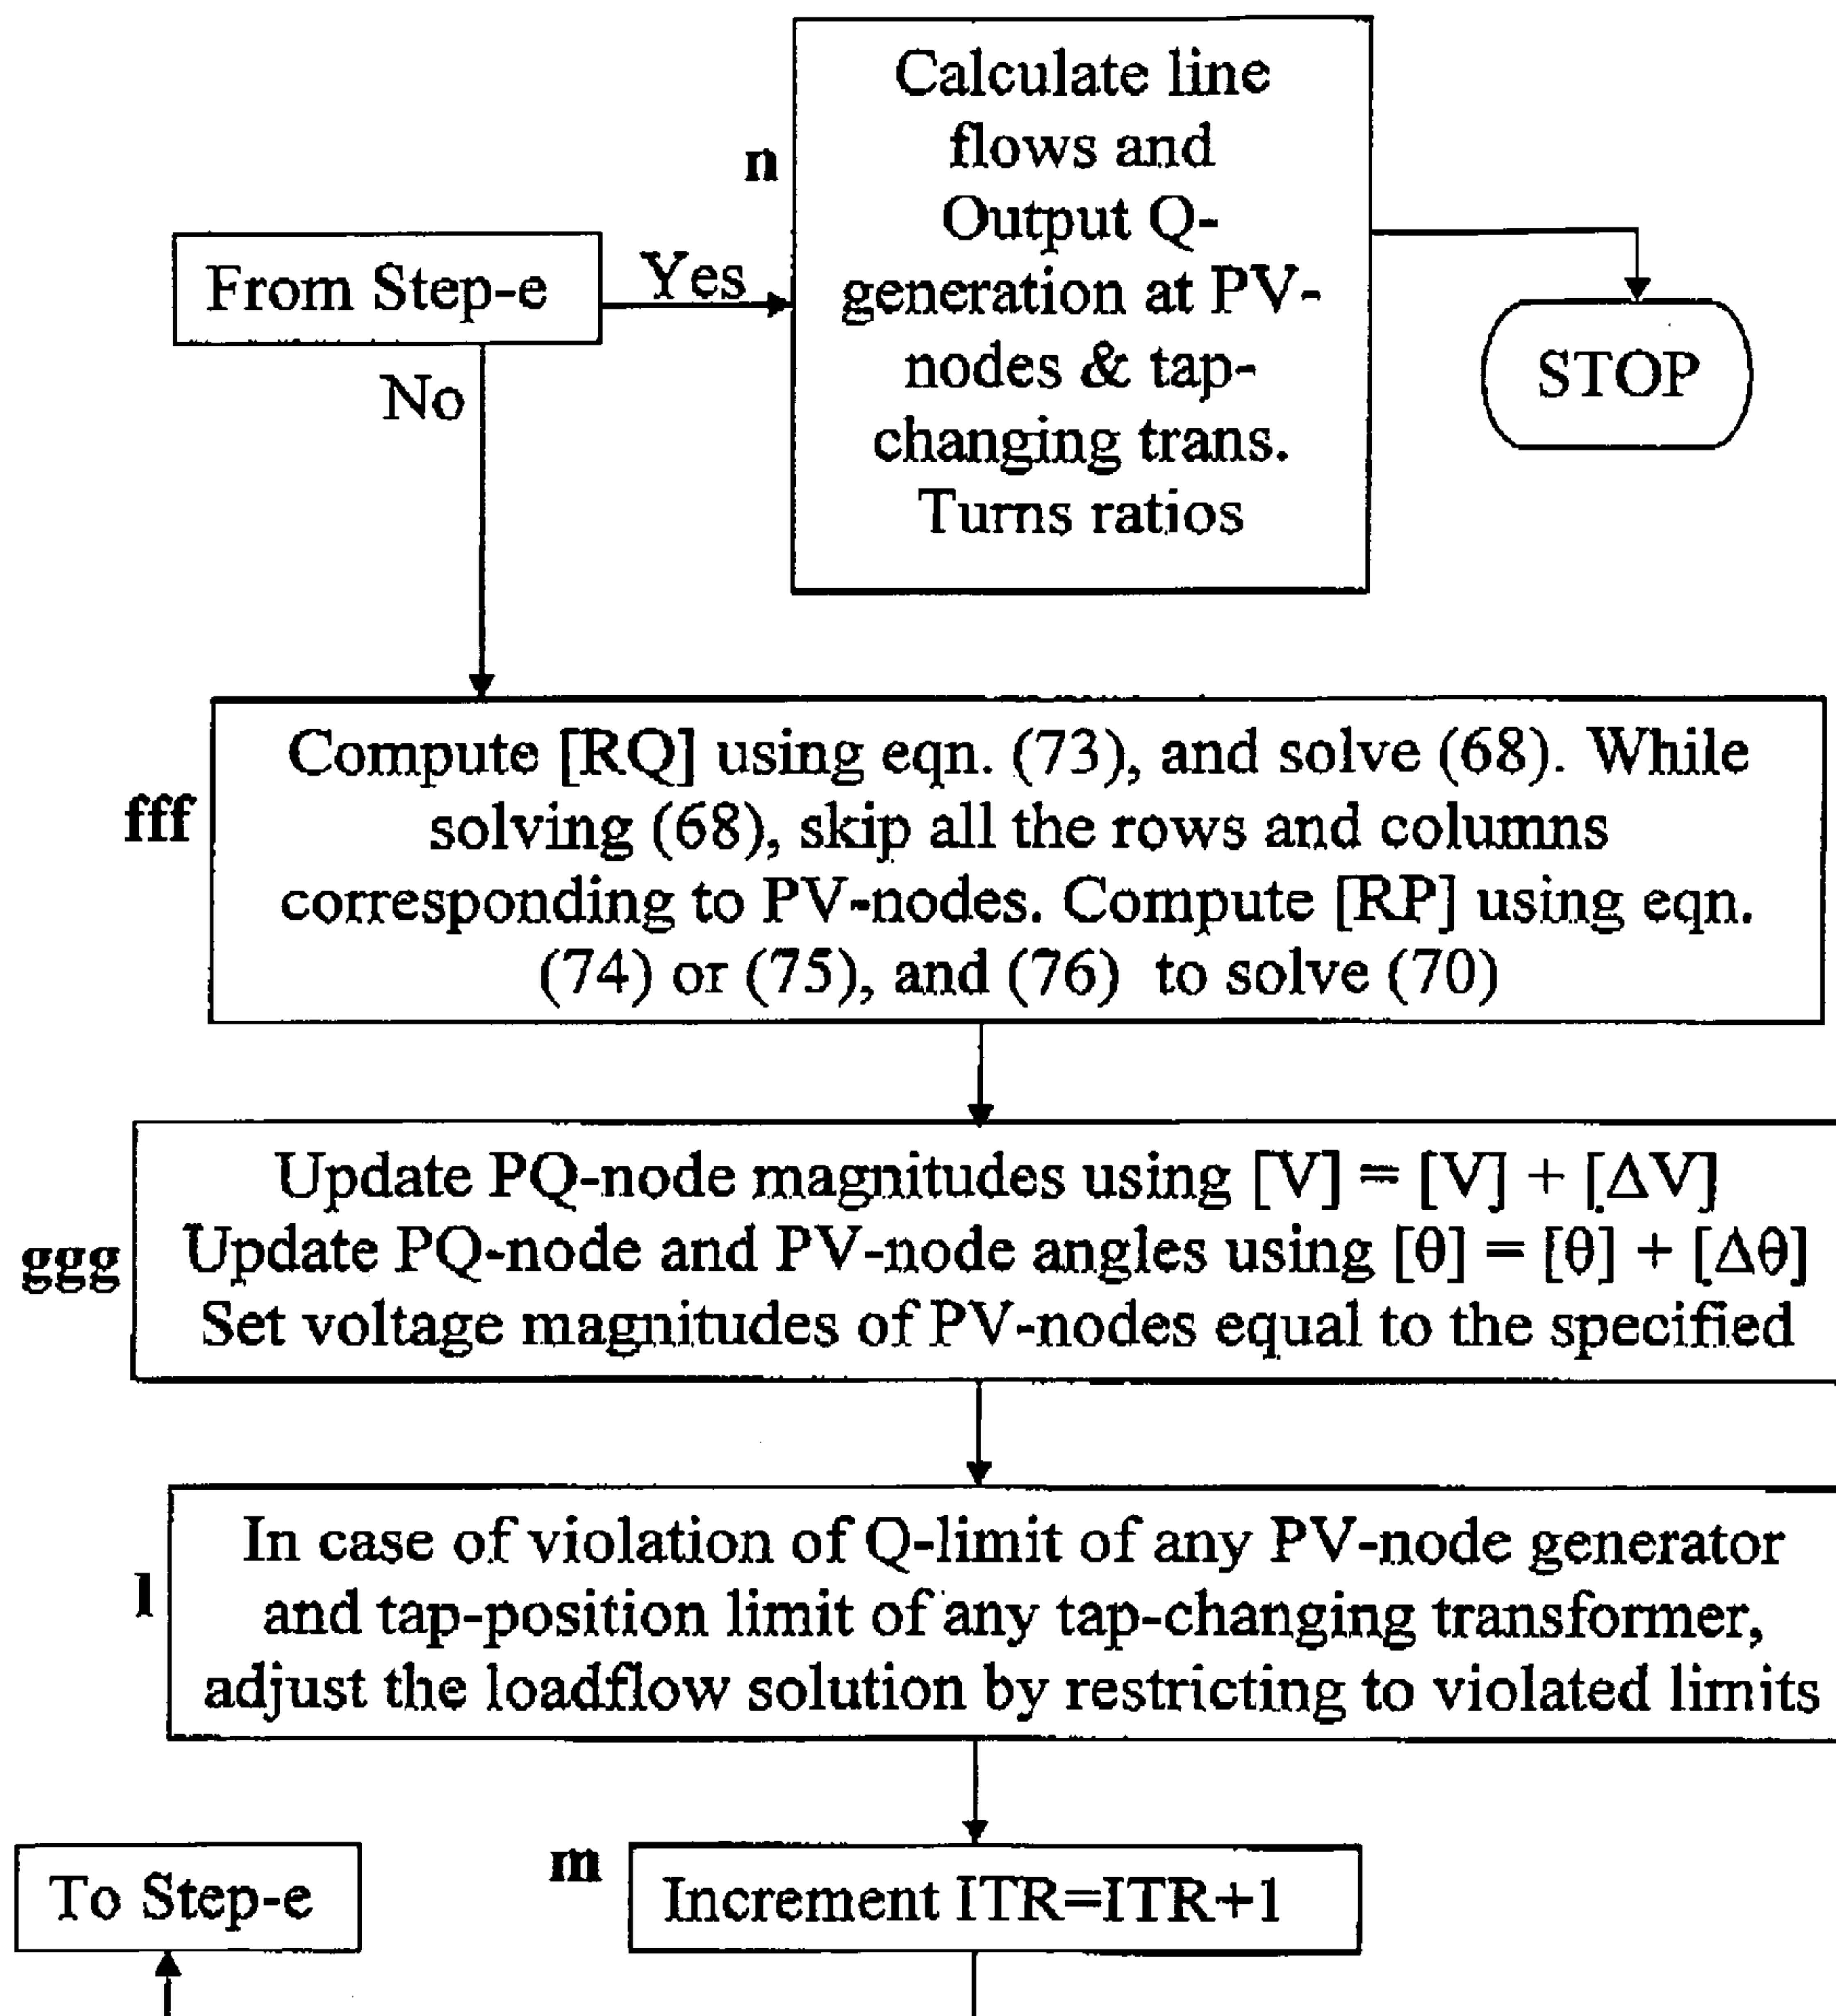 n
Calculate line
flows and
Output Q-
generation at PV-
nodes & tap-
changing trans.
Turns ratios
From Step-e
Yes
STOP
No
fff
Compute [RQ] using eqn. (73), and solve (68). While
solving (68), skip all the rows and columns
corresponding to PV-nodes. Compute [RP] using eqn.
(74) or (75), and (76) to solve (70)
ggg
Update PQ-node magnitudes using [V] = [V] + [ΔV]
Update PQ-node and PV-node angles using [θ] = [θ] + [Δθ]
Set voltage magnitudes of PV-nodes equal to the specified
l
In case of violation of Q-limit of any PV-node generator
and tap-position limit of any tap-changing transformer,
adjust the loadflow solution by restricting to violated limits
To Step-e
m
Increment ITR=ITR+1